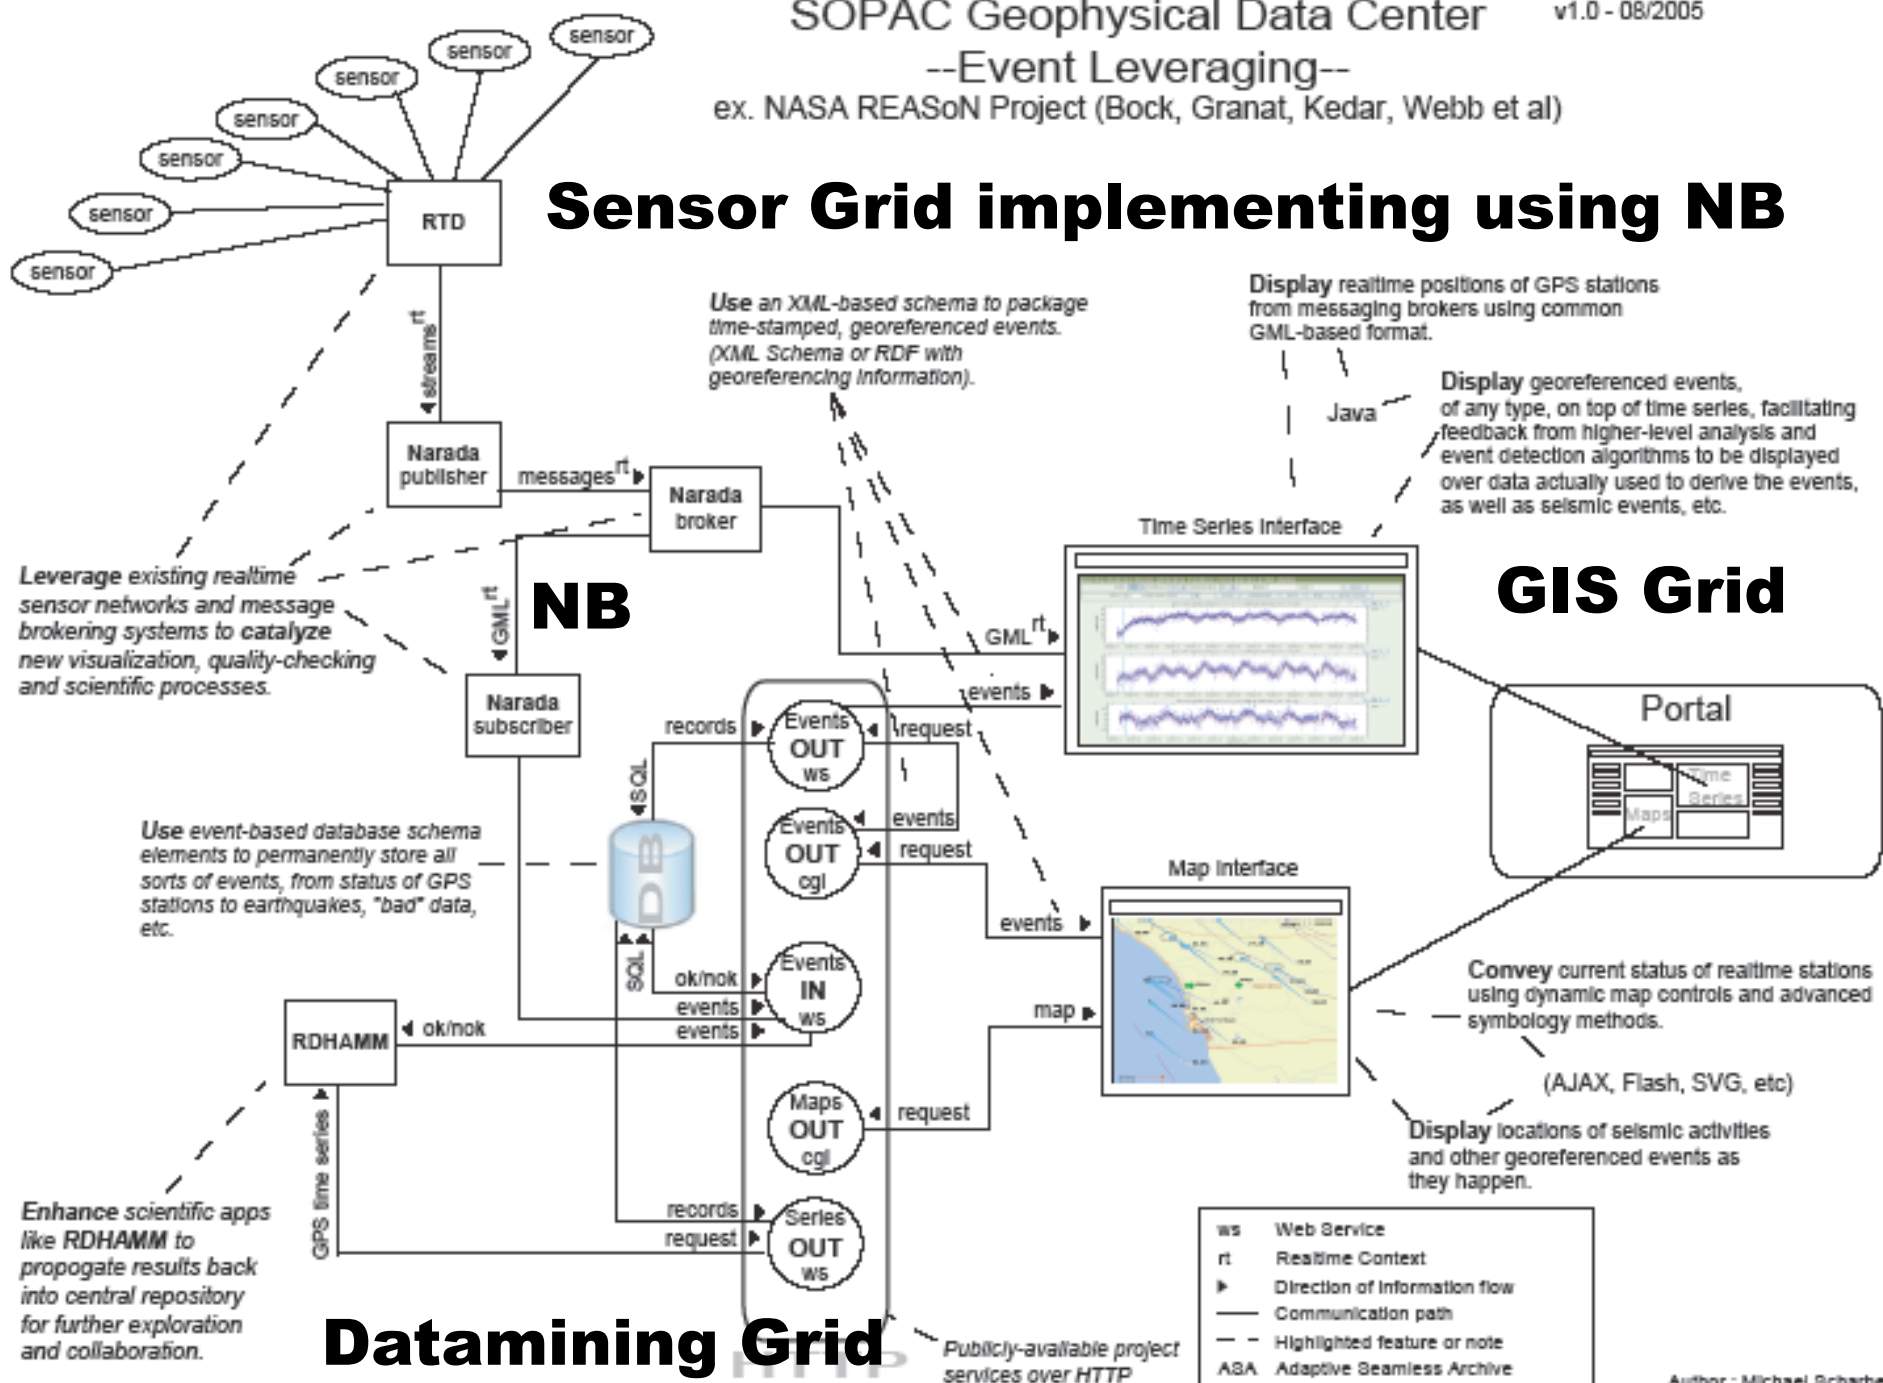 SOPAC Geophysical Data Center
v1.0 - 08/2005
--Event Leveraging--
ex. NASA REASoN Project (Bock, Granat, Kedar, Webb et al)
sensor
sensor
sensor
sensor
sensor
sensor
sensor
RTD
Sensor Grid implementing using NB
streams rt
Use an XML-based schema to package
time-stamped, georeferenced events.
(XML Schema or RDF with
georeferencing information).
Display realtime positions of GPS stations
from messaging brokers using common
GML-based format.
Java
Display georeferenced events,
of any type, on top of time series, facilitating
feedback from higher-level analysis and
event detection algorithms to be displayed
over data actually used to derive the events,
as well as seismic events, etc.
Narada
publisher
messages rt
Narada
broker
Time Series Interface
Leverage existing realtime
sensor networks and message
brokering systems to catalyze
new visualization, quality-checking
and scientific processes.
GML rt
NB
GIS Grid
GML rt
events
Narada
subscriber
records
Events
OUT
ws
request
Portal
Time
Series
Maps
SQL
Use event-based database schema
elements to permanently store all
sorts of events, from status of GPS
stations to earthquakes, "bad" data,
etc.
DB
Events
OUT
cgi
events
request
Map Interface
events
SQL
ok/nok
events
events
Events
IN
ws
map
Convey current status of realtime stations
using dynamic map controls and advanced
symbology methods.
(AJAX, Flash, SVG, etc)
RDHAMM
ok/nok
Maps
OUT
cgi
request
Display locations of seismic activities
and other georeferenced events as
they happen.
GPS time series
Enhance scientific apps
like RDHAMM to
propogate results back
into central repository
for further exploration
and collaboration.
records
request
Series
OUT
ws
ws Web Service
rt Realtime Context
Direction of information flow
Communication path
Highlighted feature or note
ASA Adaptive Seamless Archive
Datamining Grid
HTTP
Publicly-available project
services over HTTP
Author : Michael Scharbe